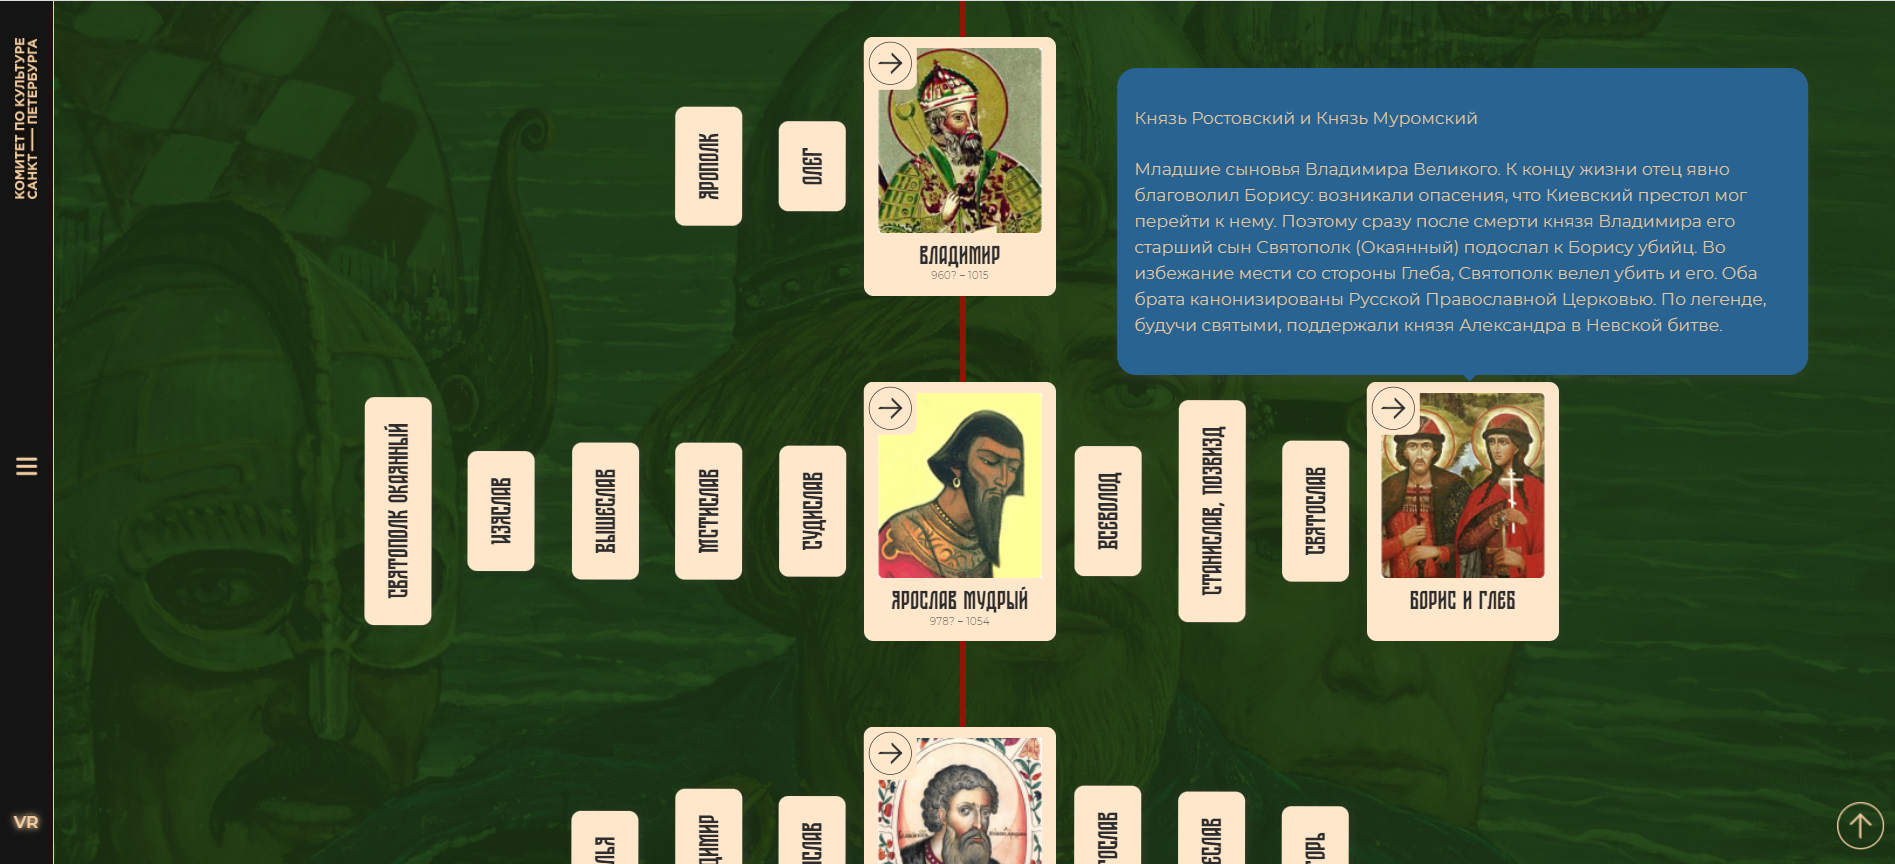 КОМИТЕТ ПО КУЛЬТУРЕ
САНКТ — ПЕТЕРБУРГА
VR
ЯРОПОЛК
ОЛЕГ
ВЛАДИМИР
960? – 1015
Князь Ростовский и Князь Муромский
Младшие сыновья Владимира Великого. К концу жизни отец явно
благоволил Борису: возникали опасения, что Киевский престол мог
перейти к нему. Поэтому сразу после смерти князя Владимира его
старший сын Святополк (Окаянный) подослал к Борису убийц. Во
избежание мести со стороны Глеба, Святополк велел убить и его. Оба
брата канонизированы Русской Православной Церковью. По легенде,
будучи святыми, поддержали князя Александра в Невской битве.
СВЯТОПОЛК ОКАЯННЫЙ
ИЗЯСЛАВ
ВЫШЕСЛАВ
МСТИСЛАВ
СУДИСЛАВ
ЯРОСЛАВ МУДРЫЙ
978? – 1054
ВСЕВОЛОД
СТАНИСЛАВ, ПОЗВИЗД
СВЯТОСЛАВ
БОРИС И ГЛЕБ